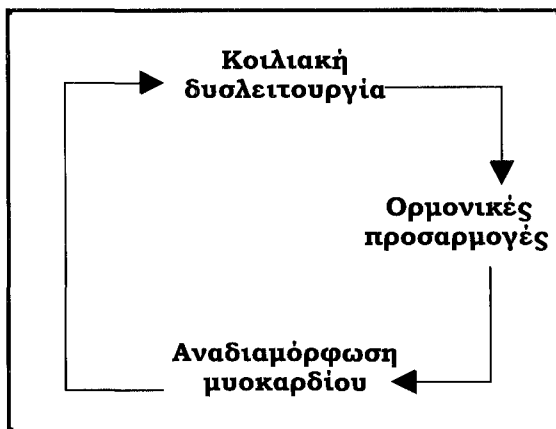 Κοιλιακή
δυσλειτουργία
Ορμονικές
προσαρμογές
Αναδιαμόρφωση
μυοκαρδίου